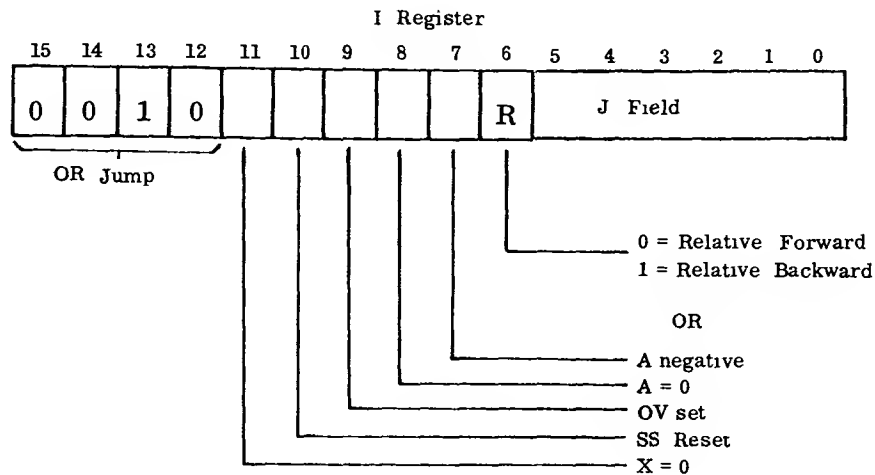 I Register
15 14 13 12 11 10 9 8 7 6 5 4 3 2 1 0
0 0 1 0 R J Field
OR Jump
0 = Relative Forward
1 = Relative Backward
OR
A negative
A = 0
OV set
SS Reset
X = 0